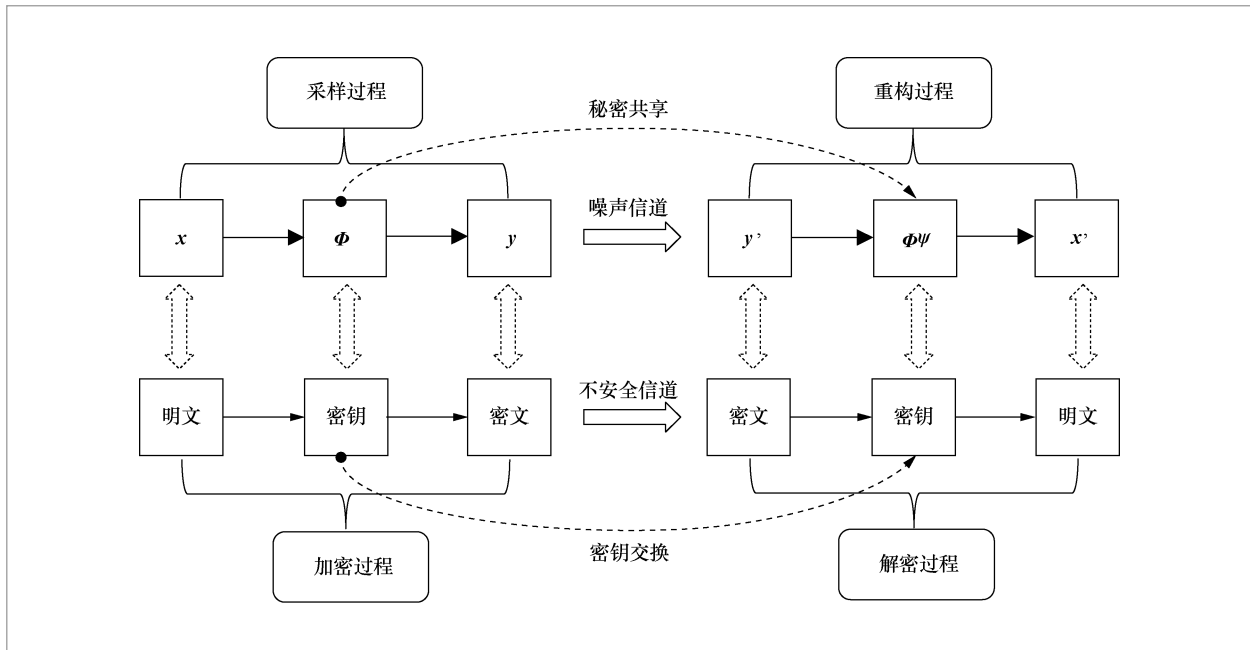 采样过程
重构过程
秘密共享
x
Φ
y
噪声信道
y’
Φψ
x’
明文
密钥
密文
不安全信道
密文
密钥
明文
加密过程
密钥交换
解密过程